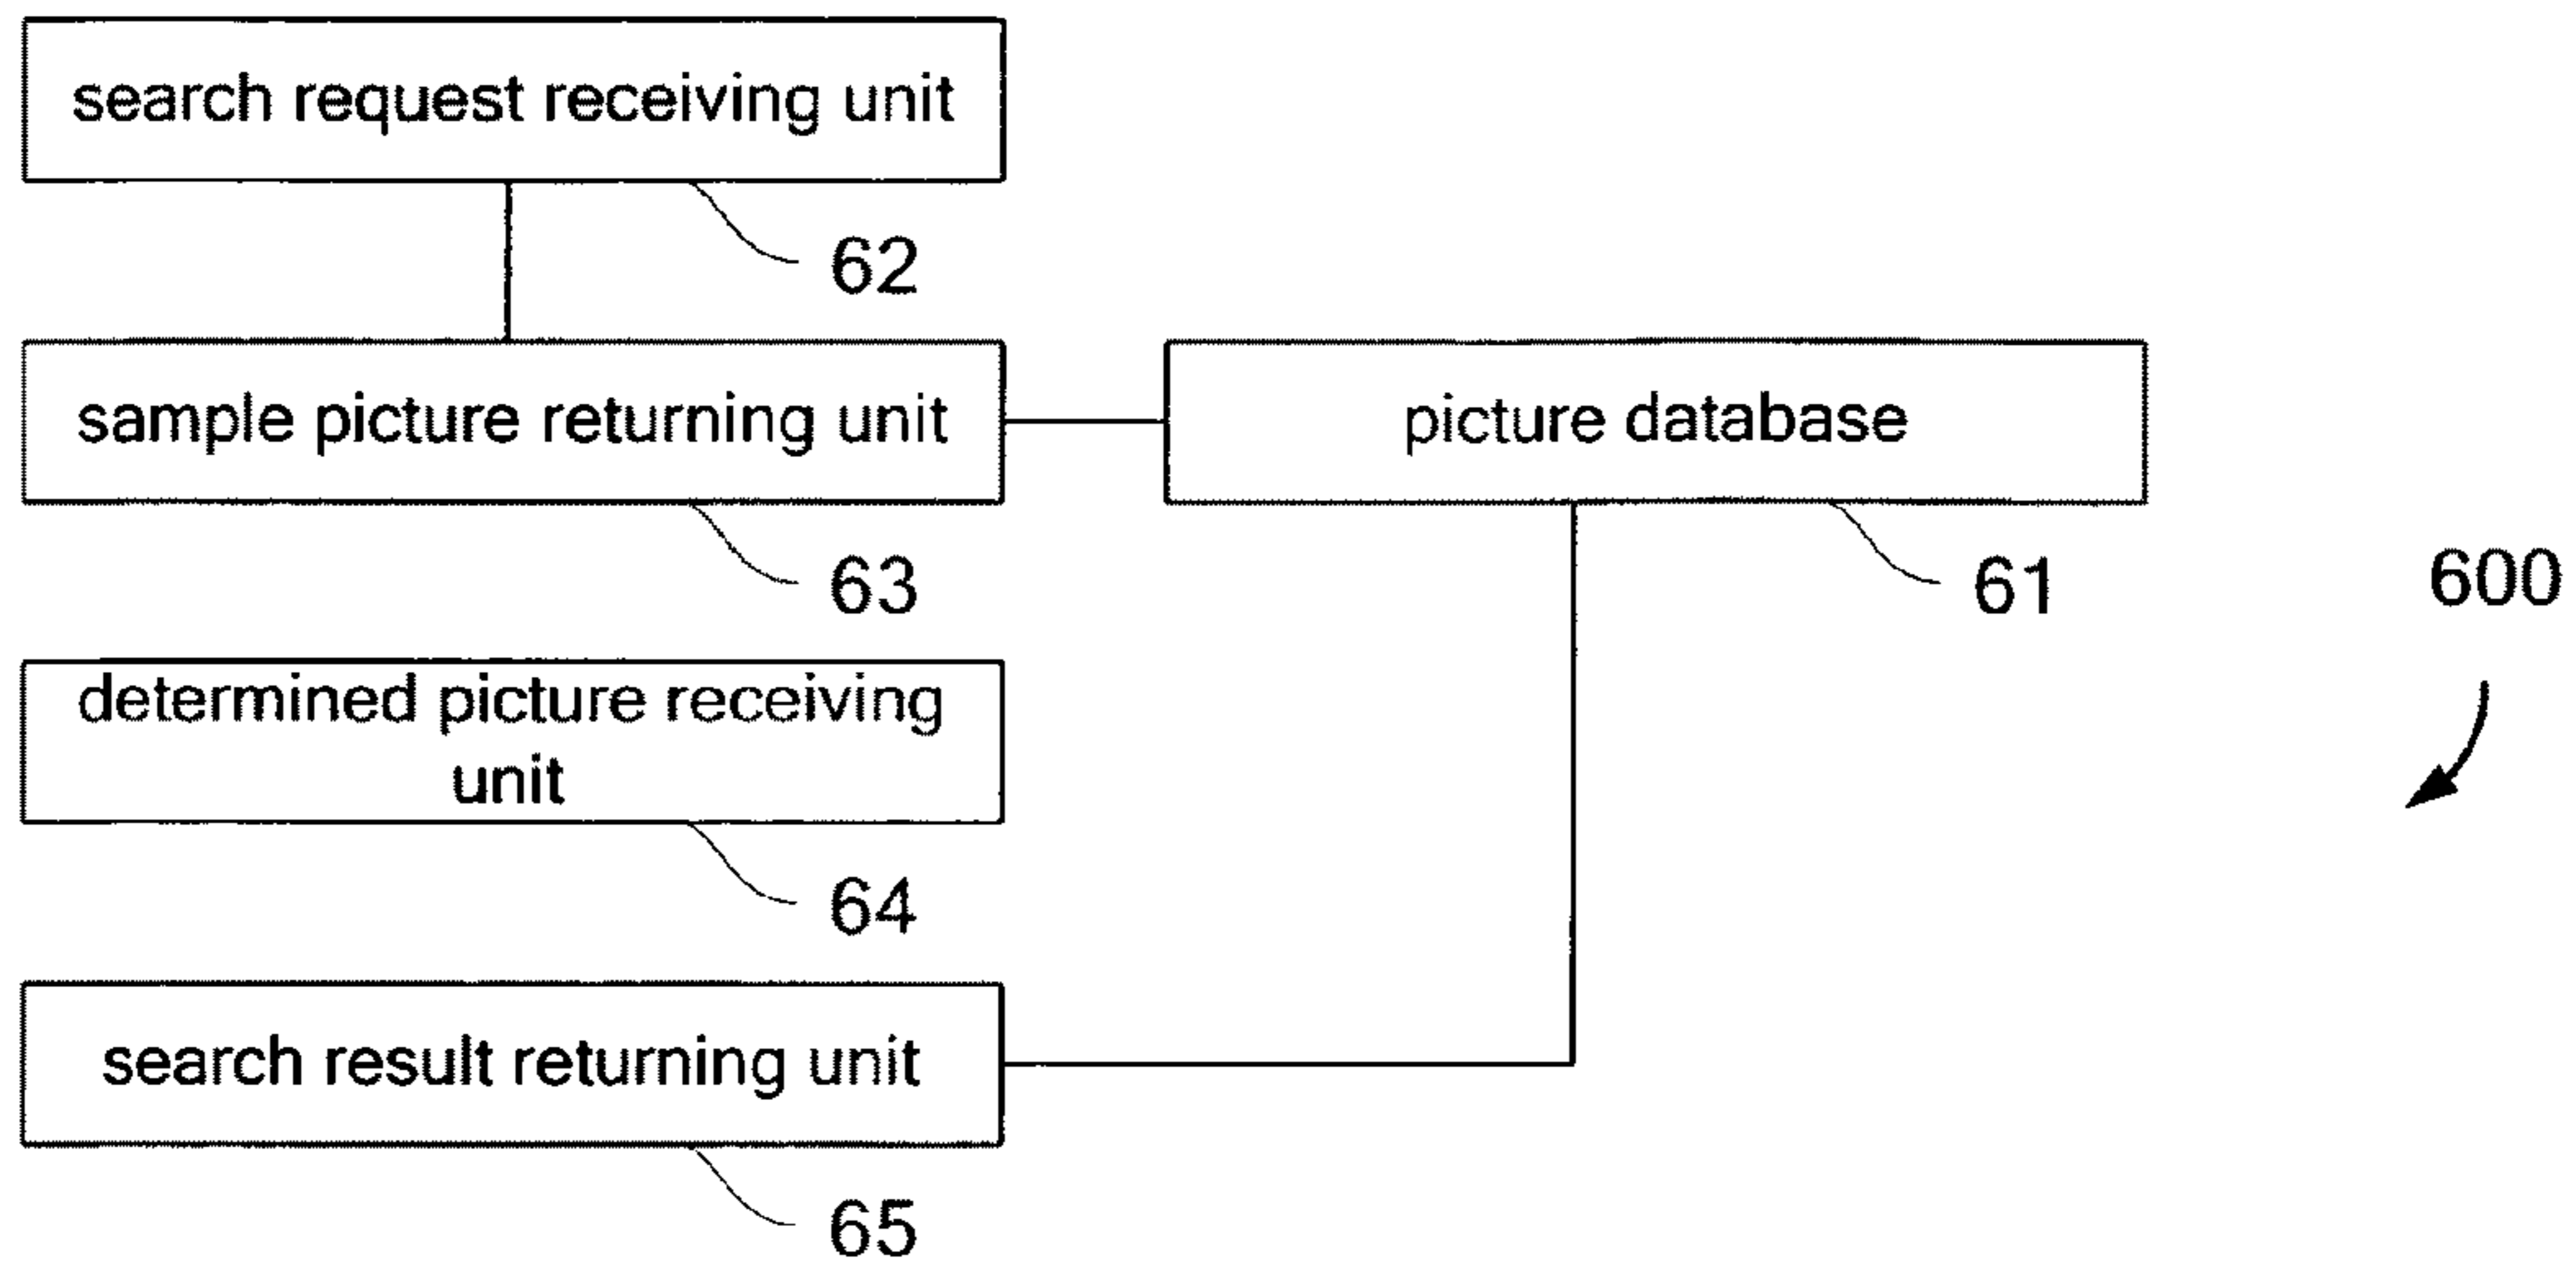 search request receiving unit
62
sample picture returning unit
picture database
63
61
600
determined picture receiving
unit
64
search result returning unit
65